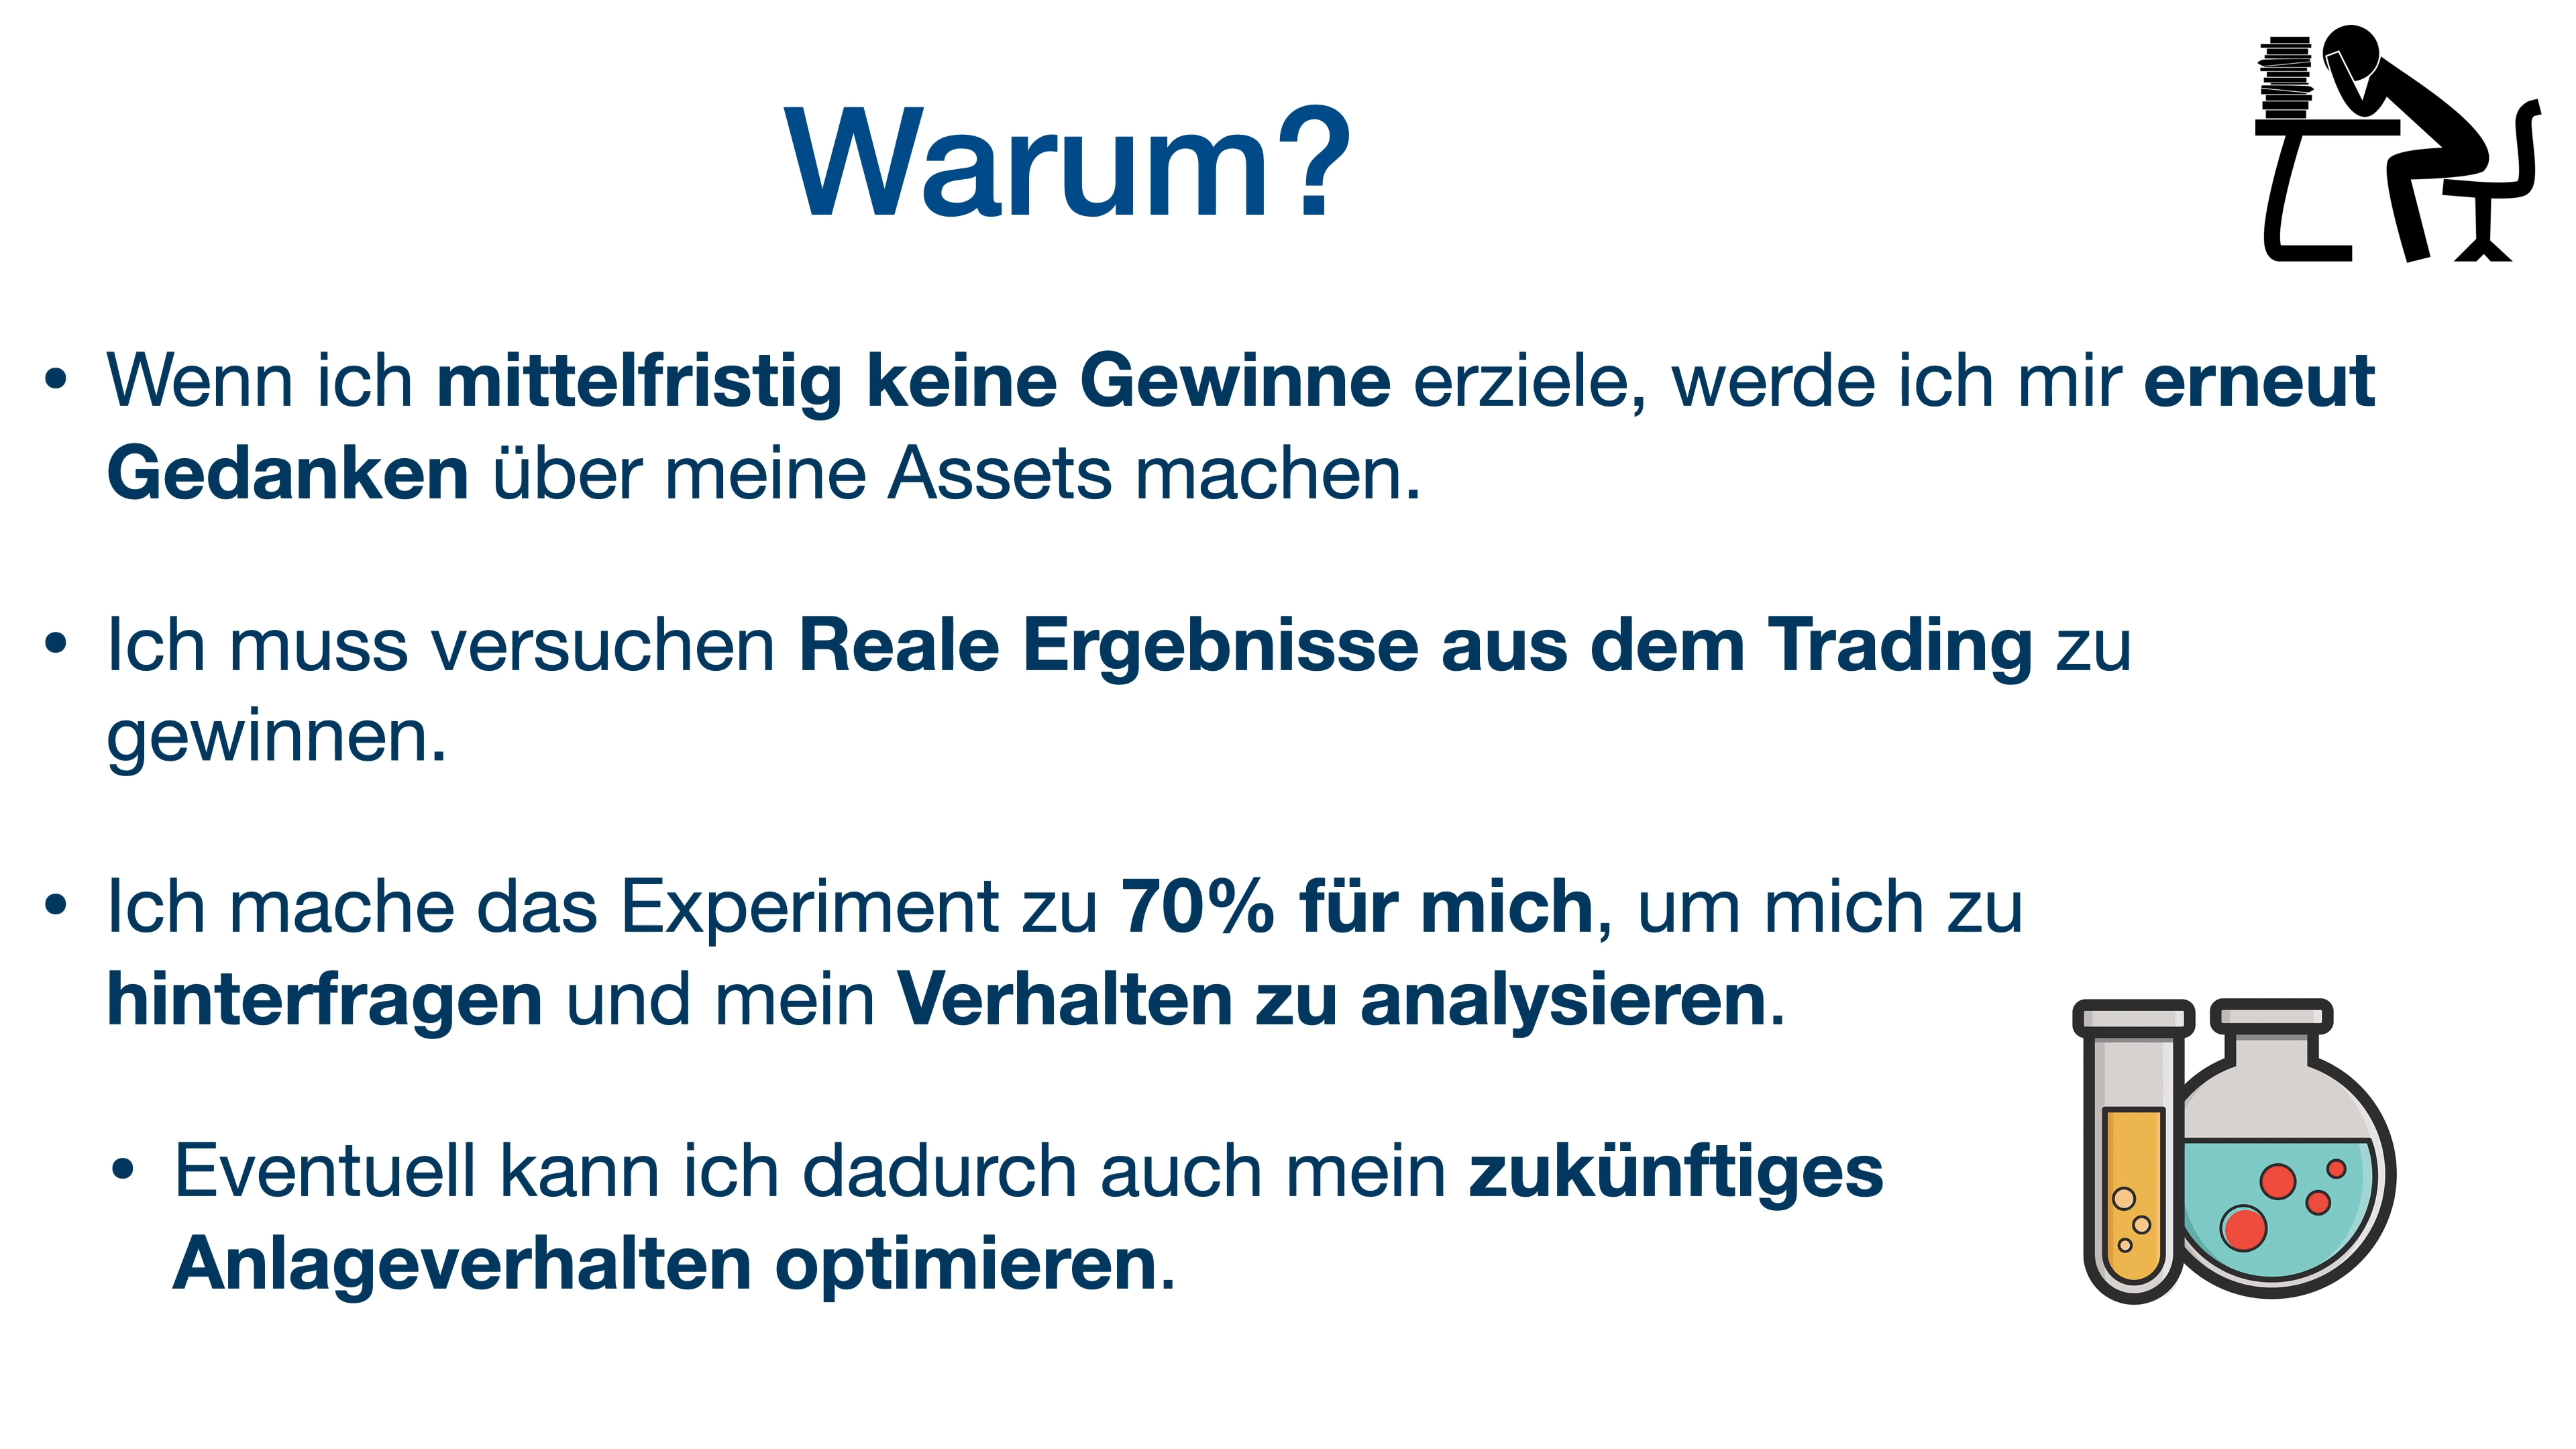 Warum?
• Wenn ich mittelfristig keine Gewinne erziele, werde ich mir erneut
Gedanken über meine Assets machen.
• Ich muss versuchen Reale Ergebnisse aus dem Trading zu
gewinnen.
• Ich mache das Experiment zu 70% für mich, um mich zu
hinterfragen und mein Verhalten zu analysieren.
• Eventuell kann ich dadurch auch mein zukünftiges
Anlageverhalten optimieren.